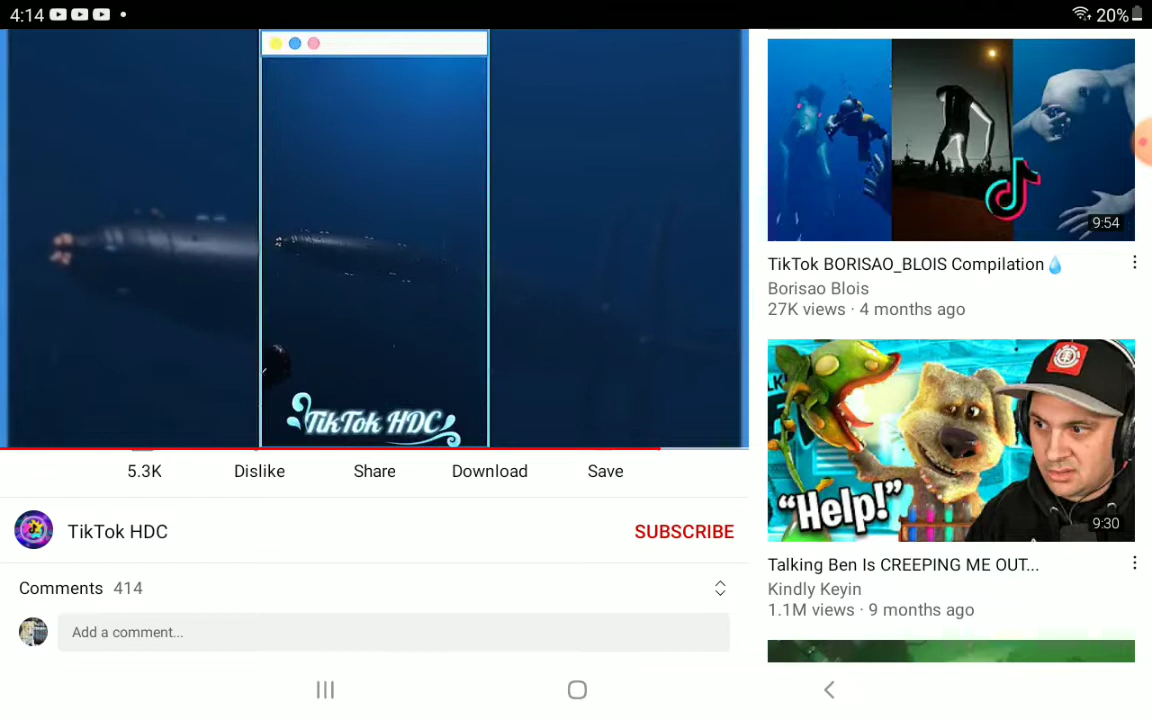 4:14
20%
TikTok HDC
5.3K
Dislike
Share
Download
Save
TikTok HDC
SUBSCRIBE
Comments 414
Add a comment...
9:54
TikTok BORISAO_BLOIS Compilation💧
Borisao Blois
27K views · 4 months ago
"Help!"
9:30
Talking Ben Is CREEPING ME OUT...
Kindly Keyin
1.1M views · 9 months ago